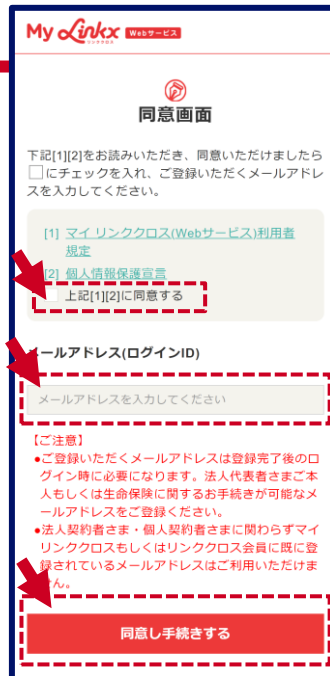 My Linkx Webサービス
リンククロス
同意画面
下記[1][2]をお読みいただき、同意いただけましたら
□にチェックを入れ、ご登録いただくメールアドレ
スを入力してください。
[1] マイ リンククロス(Webサービス)利用者
規定
[2] 個人情報保護宣言
上記[1][2]に同意する
メールアドレス(ログインID)
メールアドレスを入力してください
【ご注意】
●ご登録いただくメールアドレスは登録完了後のロ
グイン時に必要になります。法人代表者さまご本
人もしくは生命保険に関するお手続きが可能なメ
ールアドレスをご登録ください。
●法人契約者さま・個人契約者さまに関わらずマイ
リンククロスもしくはリンククロス会員に既に登
録されているメールアドレスはご利用いただけま
せん。
同意し手続きする